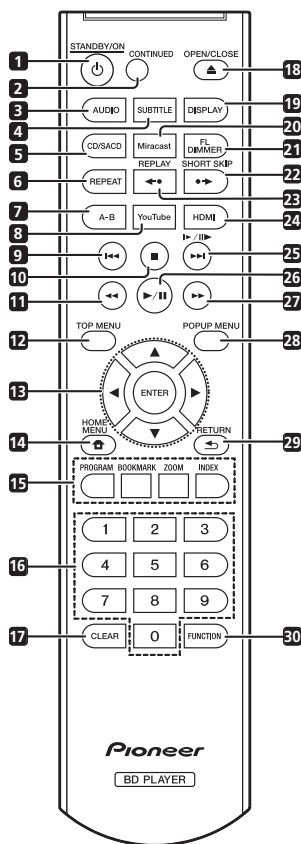 STANDBY/ON CONTINUED OPEN/CLOSE
1 2 18
3 AUDIO SUBTITLE DISPLAY 19
4 20
5 CD/SACD Miracast FL DIMMER 21
REPLAY SHORT SKIP
6 REPEAT 22
23
7 A-B YouTube HDMI 24
8
9 25
10 26
11 27
12 TOP MENU POPUP MENU 28
13 ENTER
14 HOME MENU RETURN 29
15 PROGRAM BOOKMARK ZOOM INDEX
1 2 3
16 4 5 6
7 8 9
17 CLEAR 0 FUNCTION 30
Pioneer
BD PLAYER